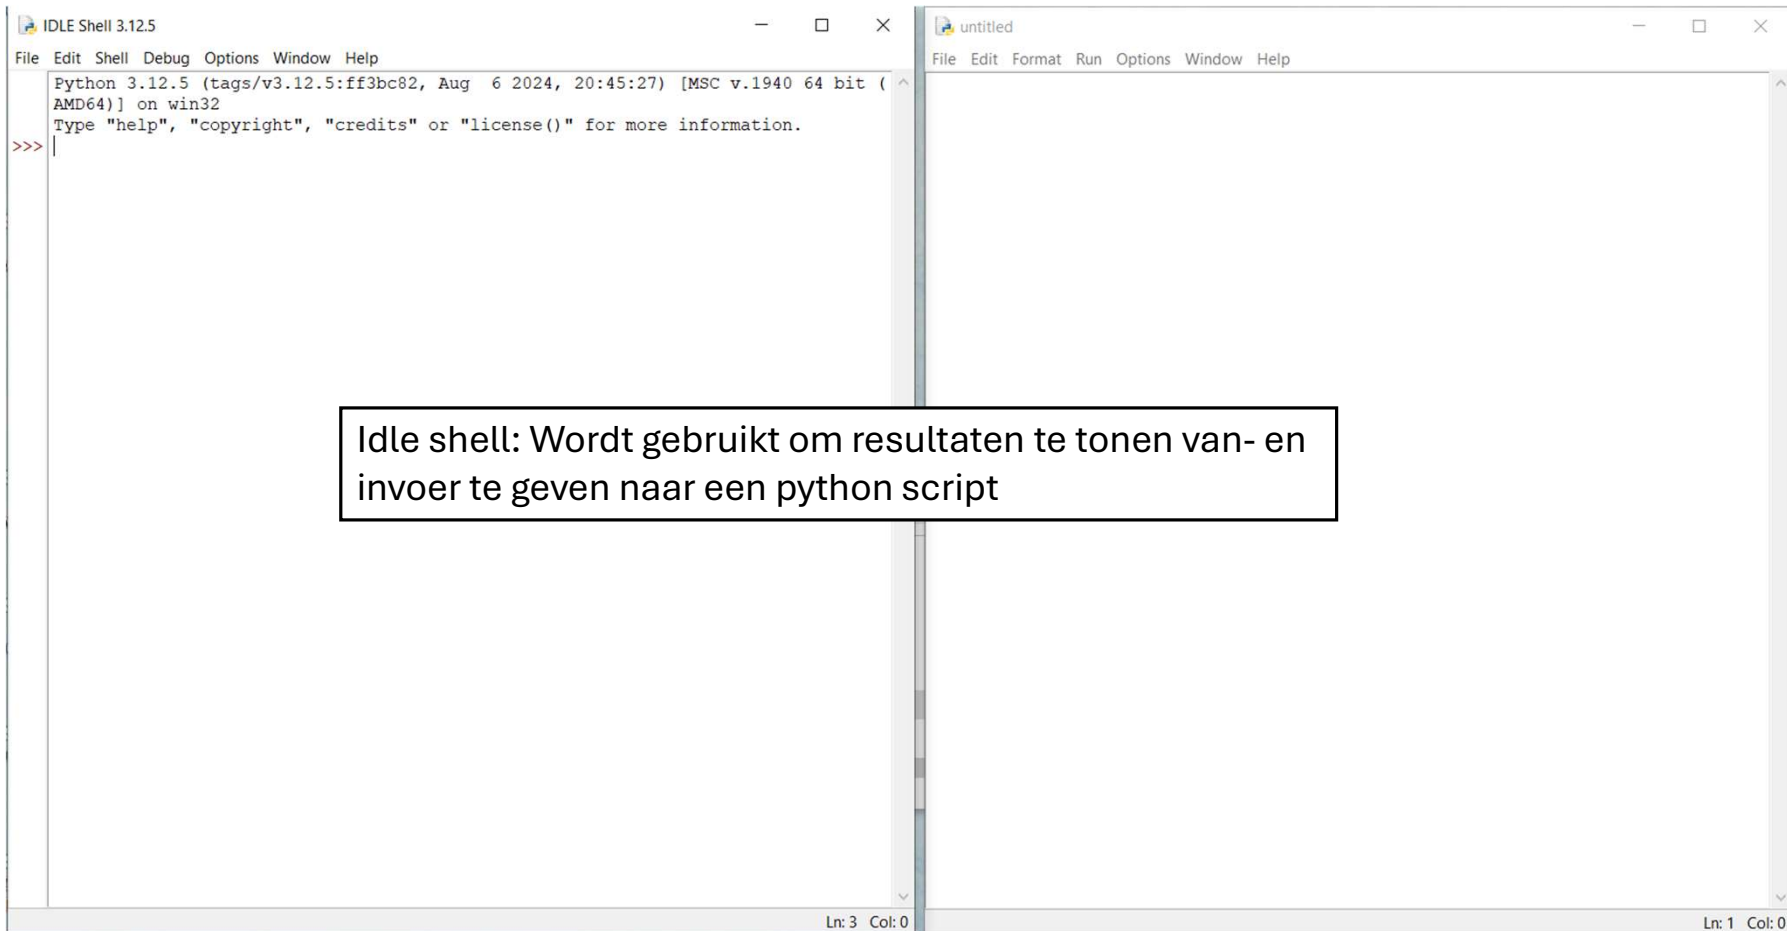 IDLE Shell 3.12.5
File Edit Shell Debug Options Window Help
Python 3.12.5 (tags/v3.12.5:ff3bc82, Aug  6 2024, 20:45:27) [MSC v.1940 64 bit (
AMD64)] on win32
Type "help", "copyright", "credits" or "license()" for more information.
>>>
Ln: 3 Col: 0
untitled
File Edit Format Run Options Window Help
Ln: 1 Col: 0
Idle shell: Wordt gebruikt om resultaten te tonen van- en
invoer te geven naar een python script